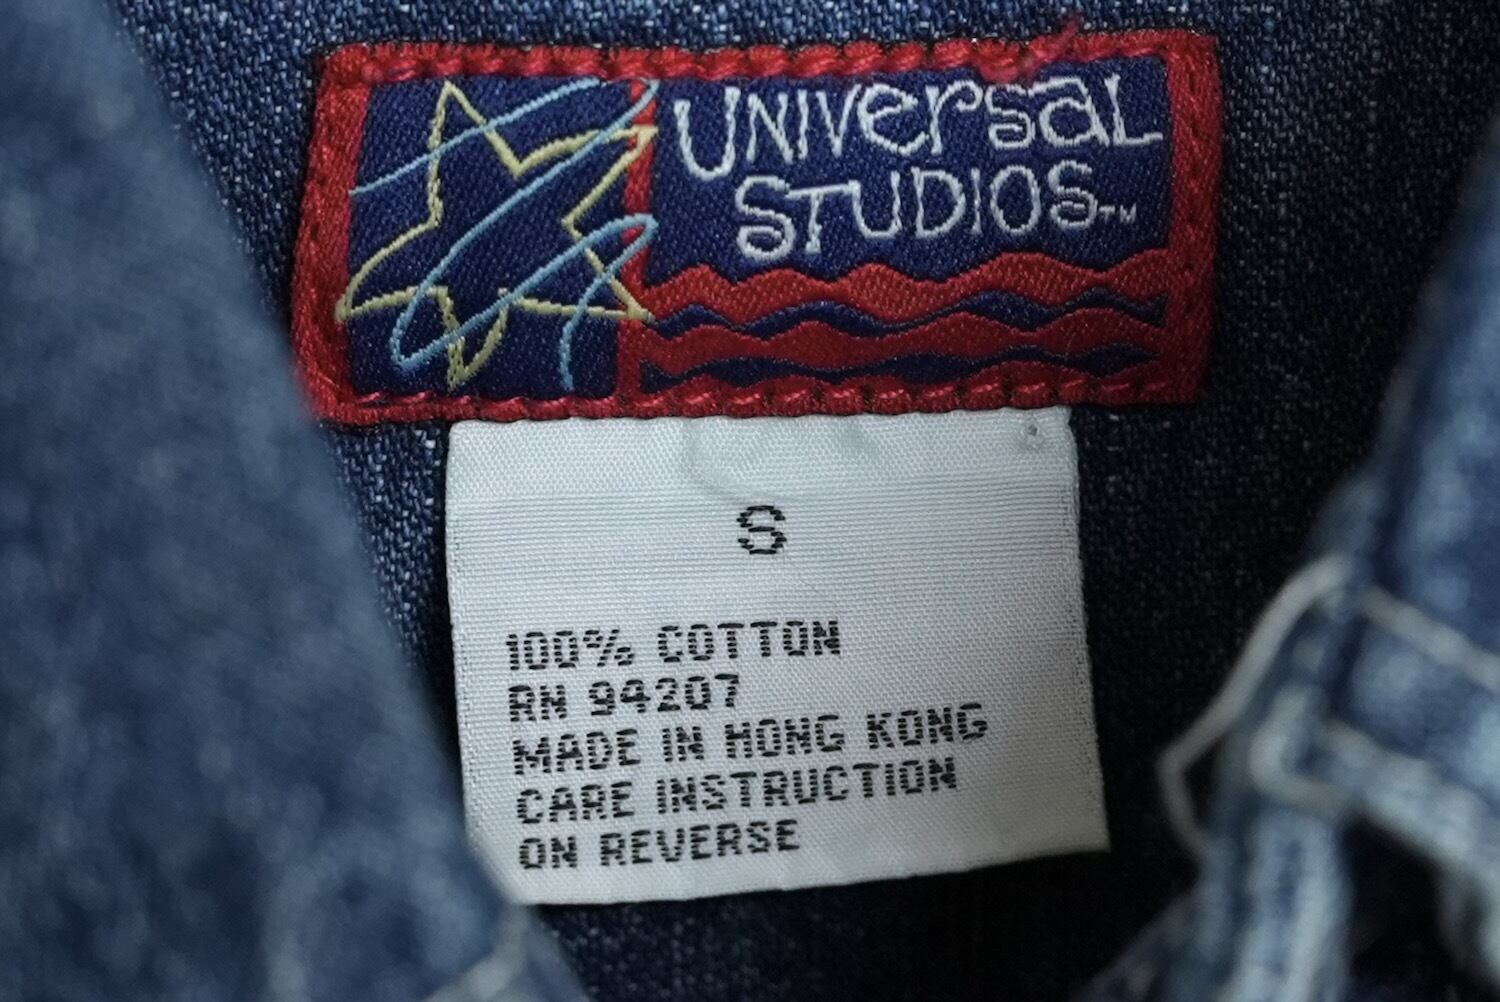 UNIVersaL
STUDIOS™
S
100% COTTON
RN 94207
MADE IN HONG KONG
CARE INSTRUCTION
ON REVERSE